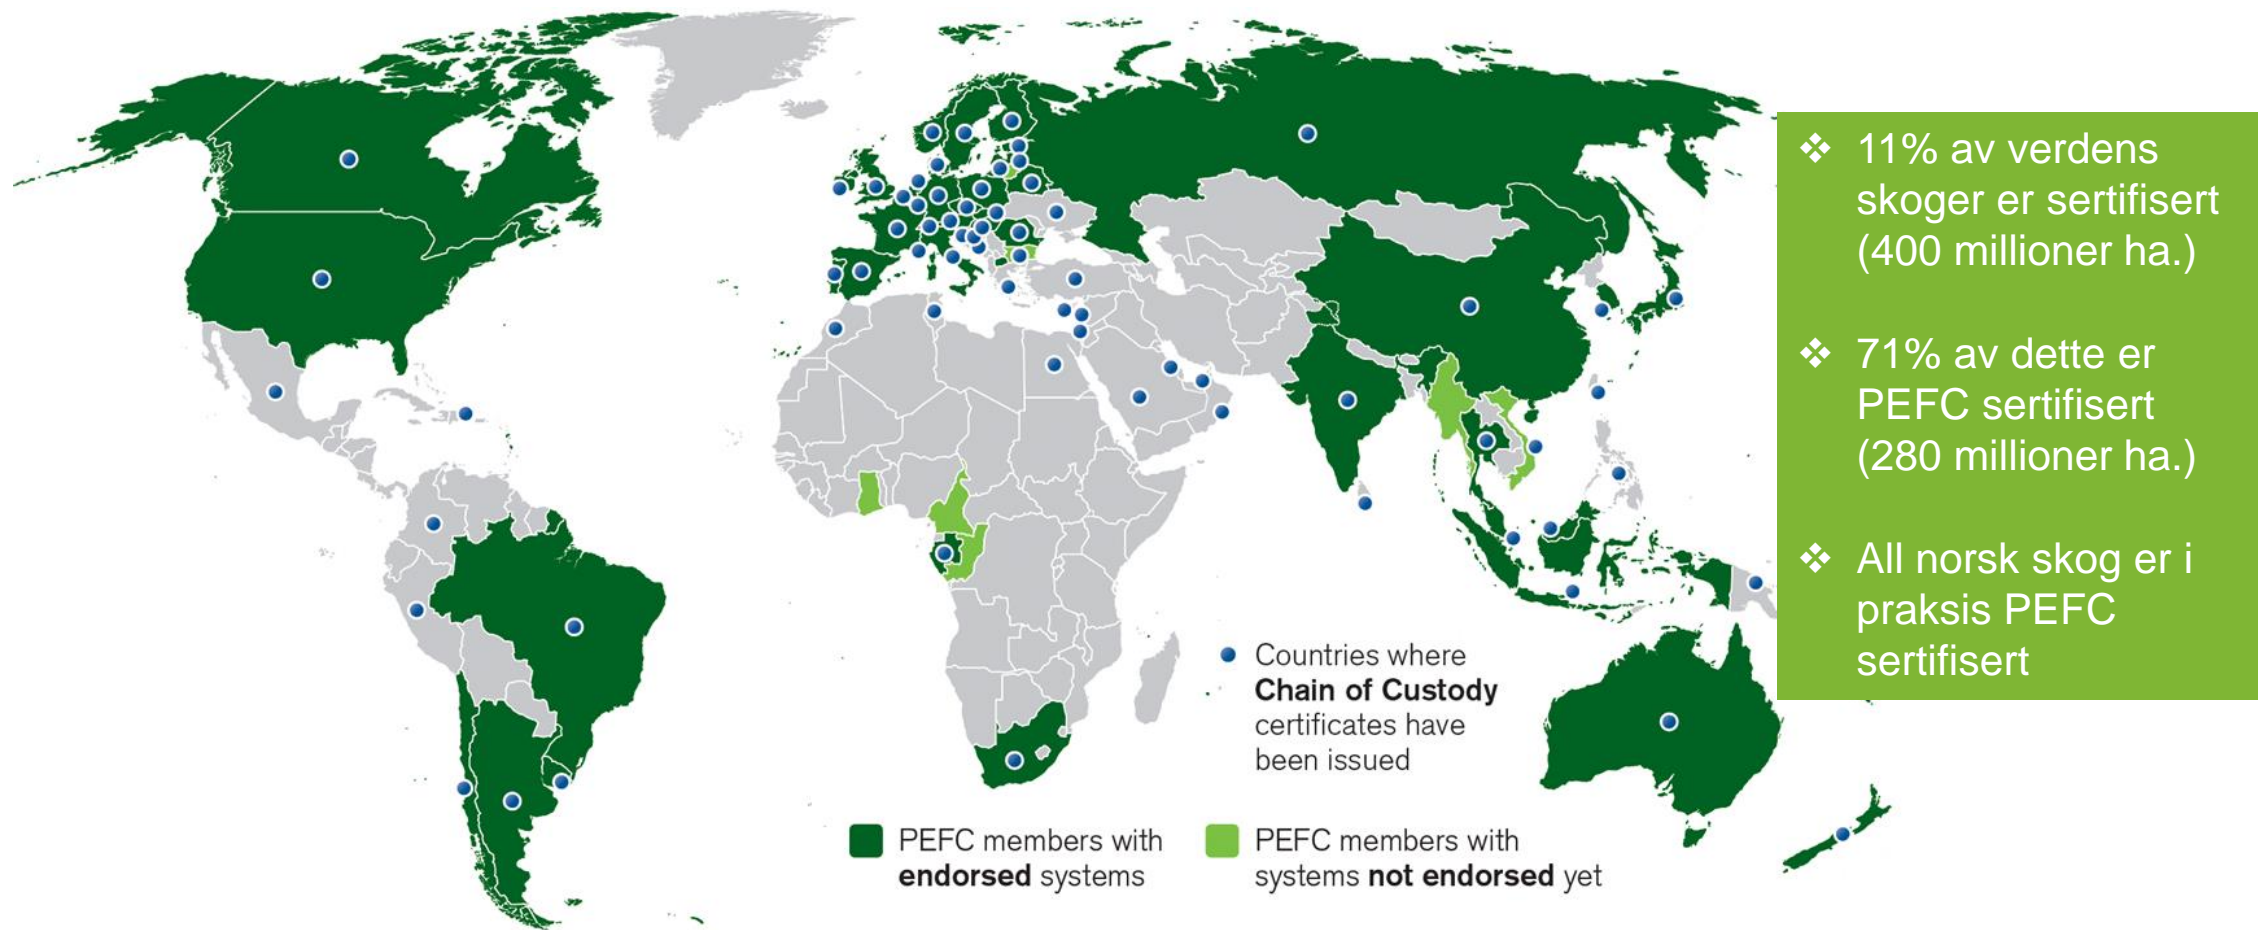 ❖ 11% av verdens
skoger er sertifisert
(400 millioner ha.)
❖ 71% av dette er
PEFC sertifisert
(280 millioner ha.)
❖ All norsk skog er i
praksis PEFC
sertifisert
Countries where
Chain of Custody
certificates have
been issued
PEFC members with
endorsed systems
PEFC members with
systems not endorsed yet